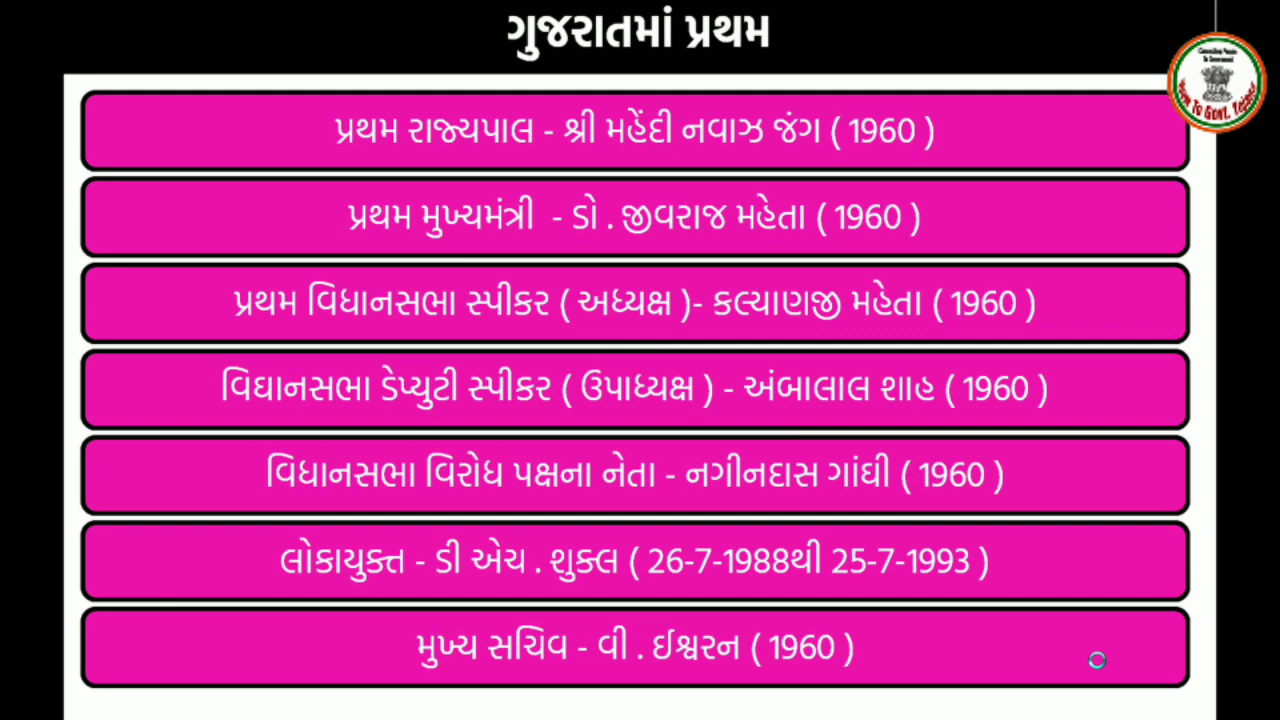 ગુજરાતમાં પ્રથમ
પ્રથમ રાજ્યપાલ - શ્રી મહેંદી નવાઝ જંગ ( 1960 )
પ્રથમ મુખ્યમંત્રી - ડો . જીવરાજ મહેતા ( 1960 )
પ્રથમ વિધાનસભા સ્પીકર ( અધ્યક્ષ )- કલ્યાણજી મહેતા ( 1960 )
વિઘાનસભા ડેપ્યુટી સ્પીકર ( ઉપાધ્યક્ષ ) - અંબાલાલ શાહ ( 1960 )
વિધાનસભા વિરોધ પક્ષના નેતા - નગીનદાસ ગાંઘી ( 1960 )
લોકાયુક્ત - ડી એચ . શુક્લ ( 26-7-1988થી 25-7-1993 )
મુખ્ય સચિવ - વી . ઈશ્વરન ( 1960 )